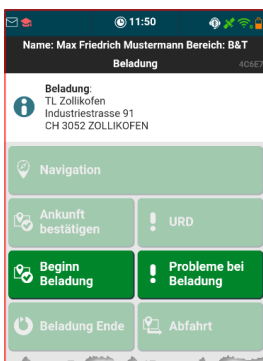 11:50
Name: Max Friedrich Mustermann Bereich: B&T
Beladung 4C6E7
Beladung:
TL Zollikofen
Industriestrasse 91
CH 3052 ZOLLIKOFEN
Navigation
Ankunft
bestätigen
URD
Beginn
Beladung
Probleme bei
Beladung
Beladung Ende
Abfahrt